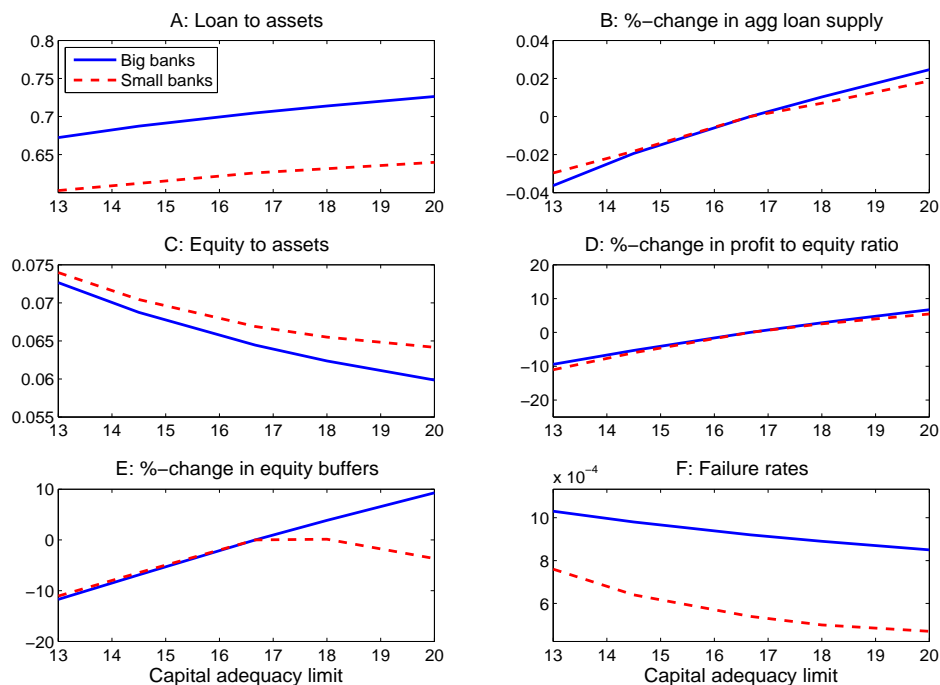 A: Loan to assets
0.8
0.75
0.7
0.65
Big banks
Small banks
13 14 15 16 17 18 19 20
B: %−change in agg loan supply
0.04
0.02
0
−0.02
−0.04
13 14 15 16 17 18 19 20
C: Equity to assets
0.075
0.07
0.065
0.06
0.055
13 14 15 16 17 18 19 20
D: %−change in profit to equity ratio
20
10
0
−10
−20
13 14 15 16 17 18 19 20
E: %−change in equity buffers
10
0
−10
−20
13 14 15 16 17 18 19 20
Capital adequacy limit
F: Failure rates
x 10−4
10
8
6
13 14 15 16 17 18 19 20
Capital adequacy limit